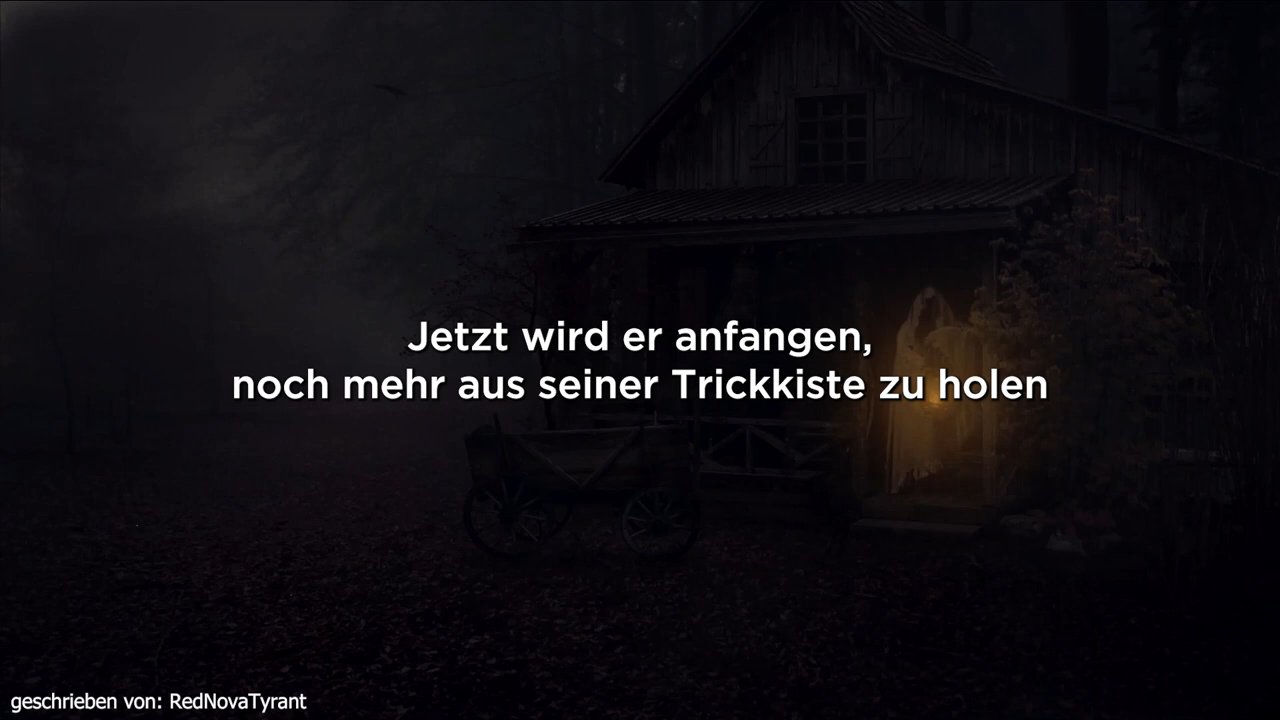 Jetzt wird er anfangen,
noch mehr aus seiner Trickkiste zu holen
geschrieben von: RedNovaTyrant